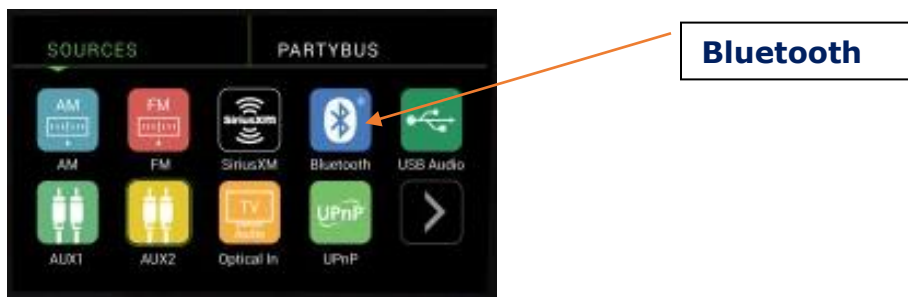 SOURCES PARTYBUS
Bluetooth
AM FM SiriusXM
AM FM SiriusXM Bluetooth USB Audio
TV UPnP
AUX1 AUX2 Optical In UPnP